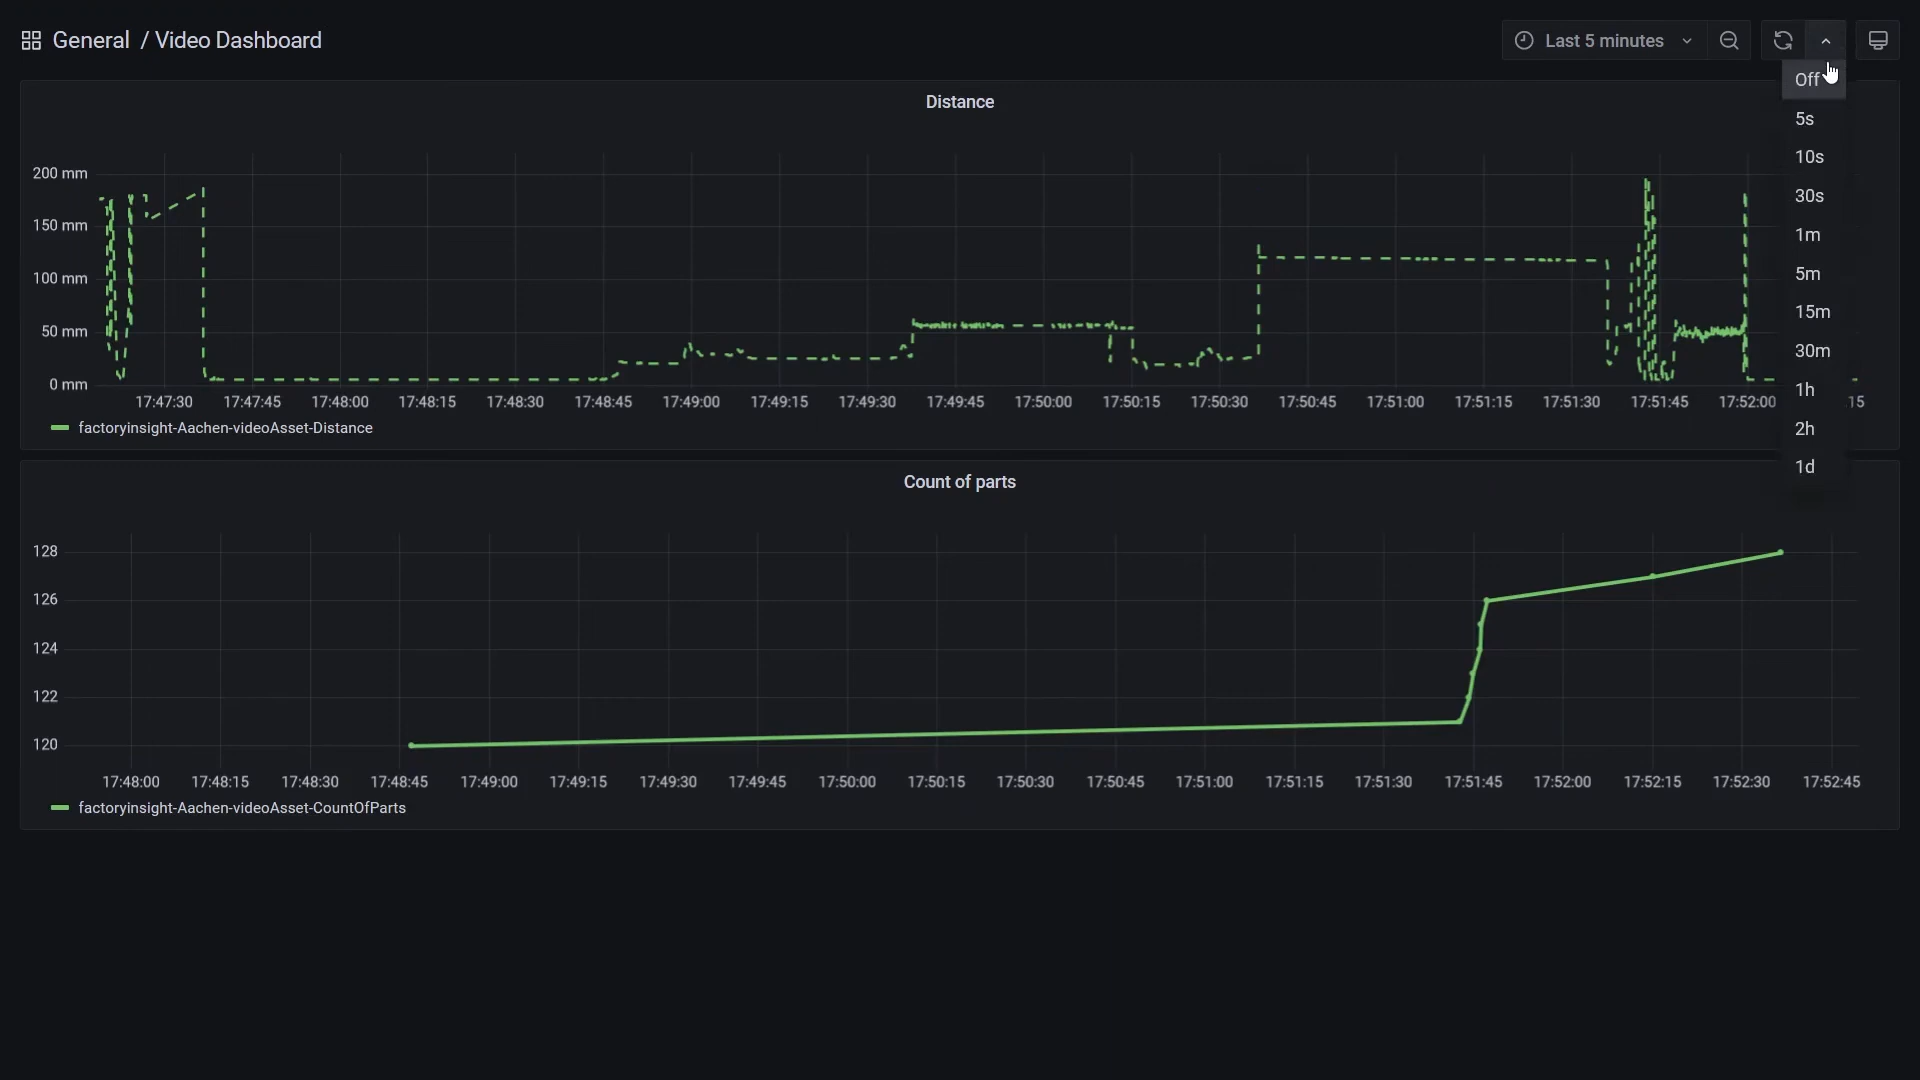 General / Video Dashboard
Last 5 minutes
Off
5s
10s
30s
1m
5m
15m
30m
1h
2h
1d
Distance
200 mm
150 mm
100 mm
50 mm
0 mm
17:47:30 17:47:45 17:48:00 17:48:15 17:48:30 17:48:45 17:49:00 17:49:15 17:49:30 17:49:45 17:50:00 17:50:15 17:50:30 17:50:45 17:51:00 17:51:15 17:51:30 17:51:45 17:52:00 :15
factoryinsight-Aachen-videoAsset-Distance
Count of parts
128
126
124
122
120
17:48:00 17:48:15 17:48:30 17:48:45 17:49:00 17:49:15 17:49:30 17:49:45 17:50:00 17:50:15 17:50:30 17:50:45 17:51:00 17:51:15 17:51:30 17:51:45 17:52:00 17:52:15 17:52:30 17:52:45
factoryinsight-Aachen-videoAsset-CountOfParts